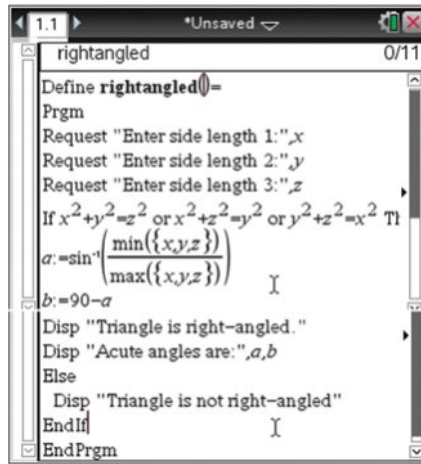 1.1 *Unsaved
rightangled 0/11
Define rightangled()=
Prgm
Request "Enter side length 1:",x
Request "Enter side length 2:",y
Request "Enter side length 3:",z
If x²+y²=z² or x²+z²=y² or y²+z²=x² Th
a:=sin⁻¹(min({x,y,z})/max({x,y,z}))
b:=90−a
Disp "Triangle is right−angled."
Disp "Acute angles are:",a,b
Else
Disp "Triangle is not right−angled"
EndIf
EndPrgm